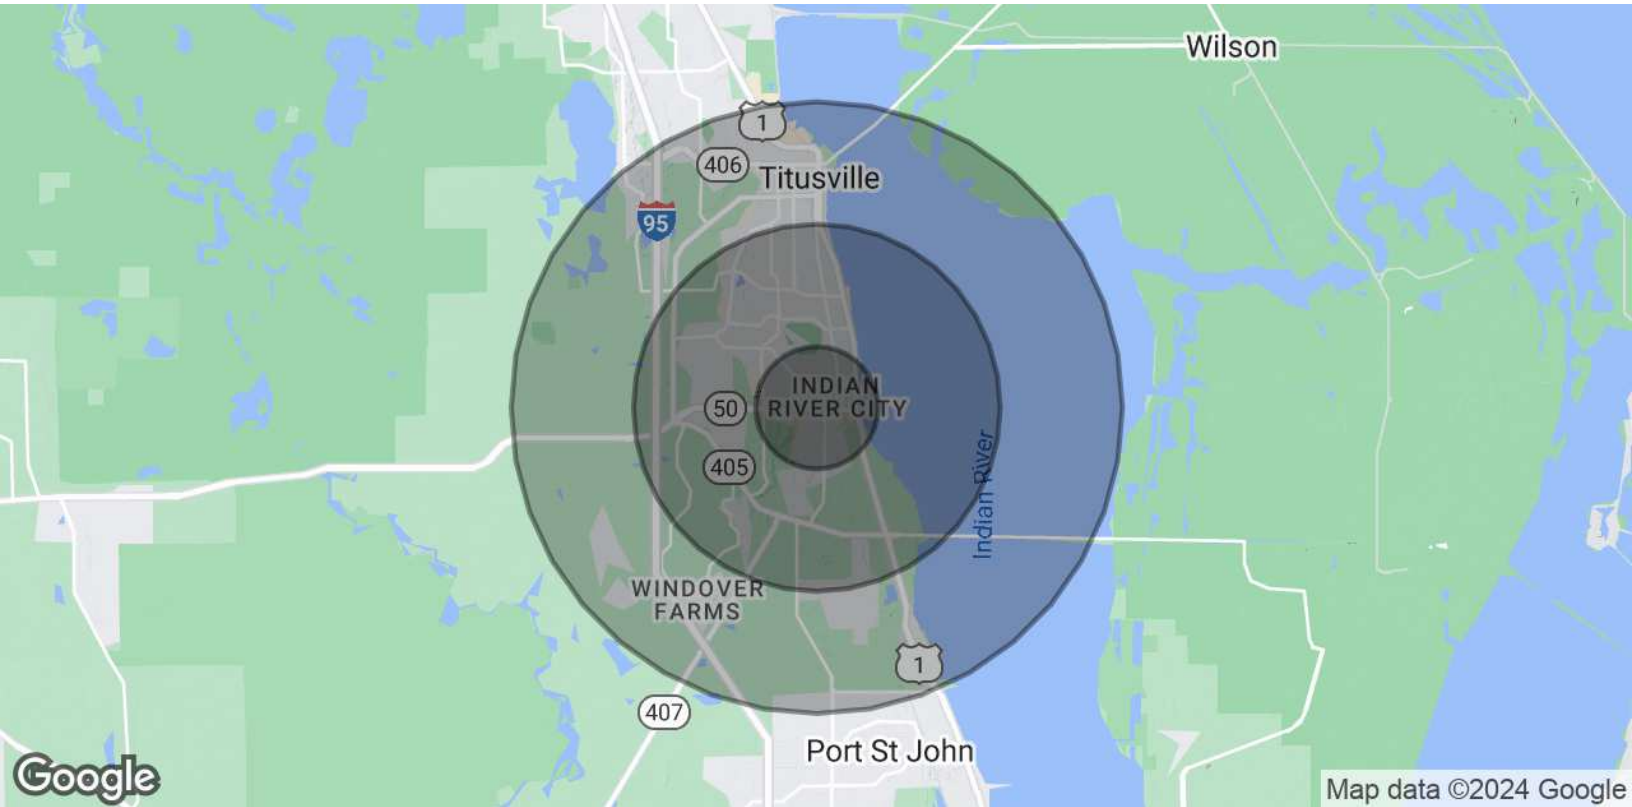 Wilson
1
406
Titusville
95
INDIAN
RIVER CITY
50
405
Indian River
WINDOVER
FARMS
1
407
Port St John
Google
Map data ©2024 Google